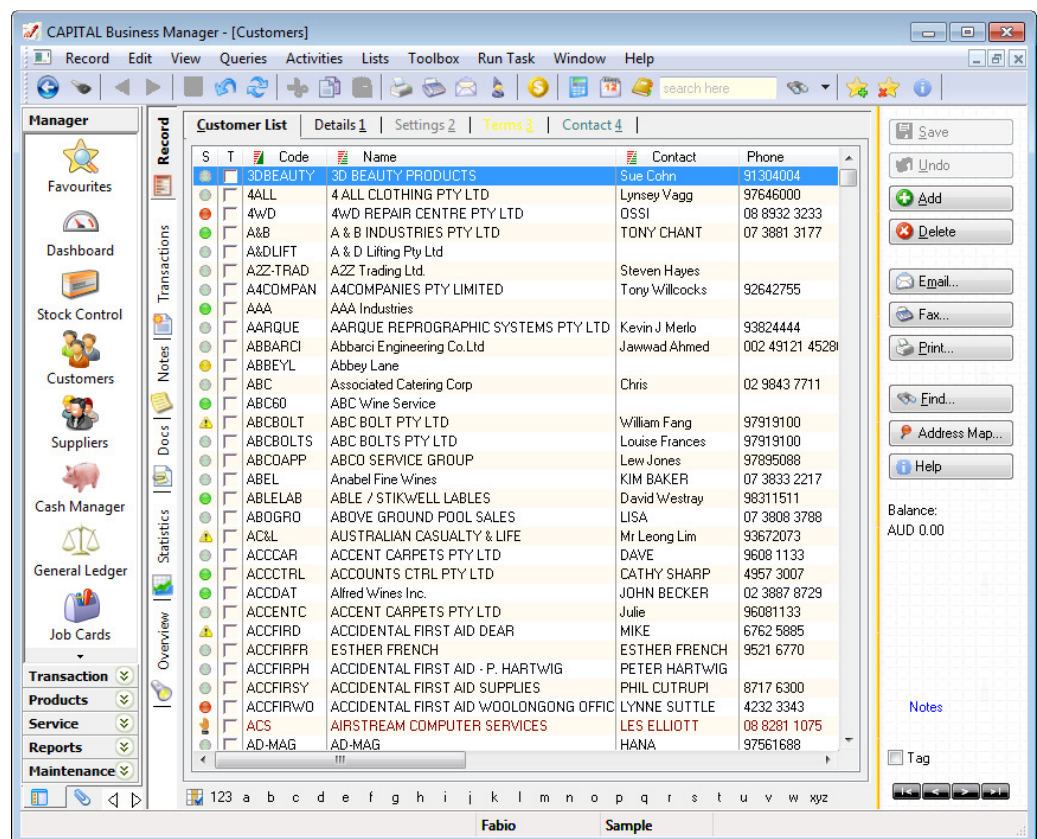 CAPITAL Business Manager - [Customers]
Record Edit View Queries Activities Lists Toolbox Run Task Window Help
search here
Manager
Favourites
Dashboard
Stock Control
Customers
Suppliers
Cash Manager
General Ledger
Job Cards
Transaction
Products
Service
Reports
Maintenance
Record
Transactions
Notes
Docs
Statistics
Overview
Customer List Details 1 Settings 2 Terms 3 Contact 4
S T Code Name Contact Phone
3DBEAUTY 3D BEAUTY PRODUCTS Sue Cohn 91304004
4ALL 4 ALL CLOTHING PTY LTD Lynsey Vagg 97646000
4WD 4WD REPAIR CENTRE PTY LTD OSSI 08 8932 3233
A&B A & B INDUSTRIES PTY LTD TONY CHANT 07 3881 3177
A&DLIFT A & D Lifting Pty Ltd
A2Z-TRAD A2Z Trading Ltd. Steven Hayes
A4COMPAN A4COMPANIES PTY LIMITED Tony Willcocks 92642755
AAA AAA Industries
AARQUE AARQUE REPROGRAPHIC SYSTEMS PTY LTD Kevin J Merlo 93824444
ABBARCI Abbarci Engineering Co.Ltd Jawwad Ahmed 002 49121 4528
ABBEYL Abbey Lane
ABC Associated Catering Corp Chris 02 9843 7711
ABC60 ABC Wine Service
ABCBOLT ABC BOLT PTY LTD William Fang 97919100
ABCBOLTS ABC BOLTS PTY LTD Louise Frances 97919100
ABCOAPP ABCO SERVICE GROUP Lew Jones 97895088
ABEL Anabel Fine Wines KIM BAKER 07 3833 2217
ABLELAB ABLE / STIKWELL LABLES David Westray 98311511
ABOGRO ABOVE GROUND POOL SALES LISA 07 3808 3788
AC&L AUSTRALIAN CASUALTY & LIFE Mr Leong Lim 93672073
ACCCAR ACCENT CARPETS PTY LTD DAVE 9608 1133
ACCCTRL ACCOUNTS CTRL PTY LTD CATHY SHARP 4957 3007
ACCDAT Alfred Wines Inc. JOHN BECKER 02 3887 8729
ACCENTC ACCENT CARPETS PTY LTD Julie 96081133
ACCFIRD ACCIDENTAL FIRST AID DEAR MIKE 6762 5885
ACCFIRFR ESTHER FRENCH ESTHER FRENCH 9521 6770
ACCFIRPH ACCIDENTAL FIRST AID - P. HARTWIG PETER HARTWIG
ACCFIRSY ACCIDENTAL FIRST AID SUPPLIES PHIL CUTRUPI 8717 6300
ACCFIRWO ACCIDENTAL FIRST AID WOOLONGONG OFFIC LYNNE SUTTLE 4232 3343
ACS AIRSTREAM COMPUTER SERVICES LES ELLIOTT 08 8281 1075
AD-MAG AD-MAG HANA 97561688
123 a b c d e f g h i j k l m n o p q r s t u v w xyz
Save
Undo
Add
Delete
Email...
Fax...
Print...
Find...
Address Map...
Help
Balance:
AUD 0.00
Notes
Tag
Fabio Sample